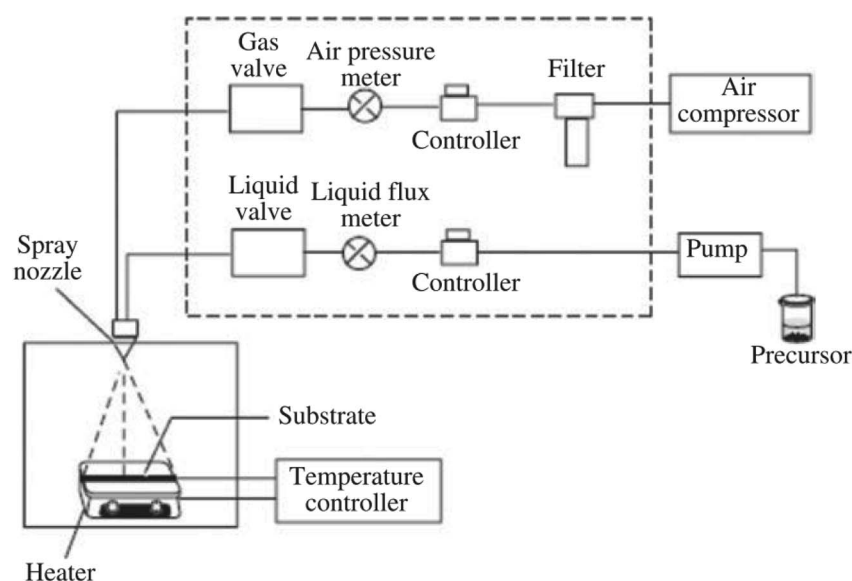 Gas
valve
Air pressure
meter
Controller
Filter
Air
compressor
Liquid
valve
Liquid flux
meter
Controller
Pump
Precursor
Spray
nozzle
Substrate
Temperature
controller
Heater